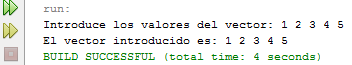 run:
Introduce los valores del vector: 1 2 3 4 5
El vector introducido es: 1 2 3 4 5
BUILD SUCCESSFUL (total time: 4 seconds)